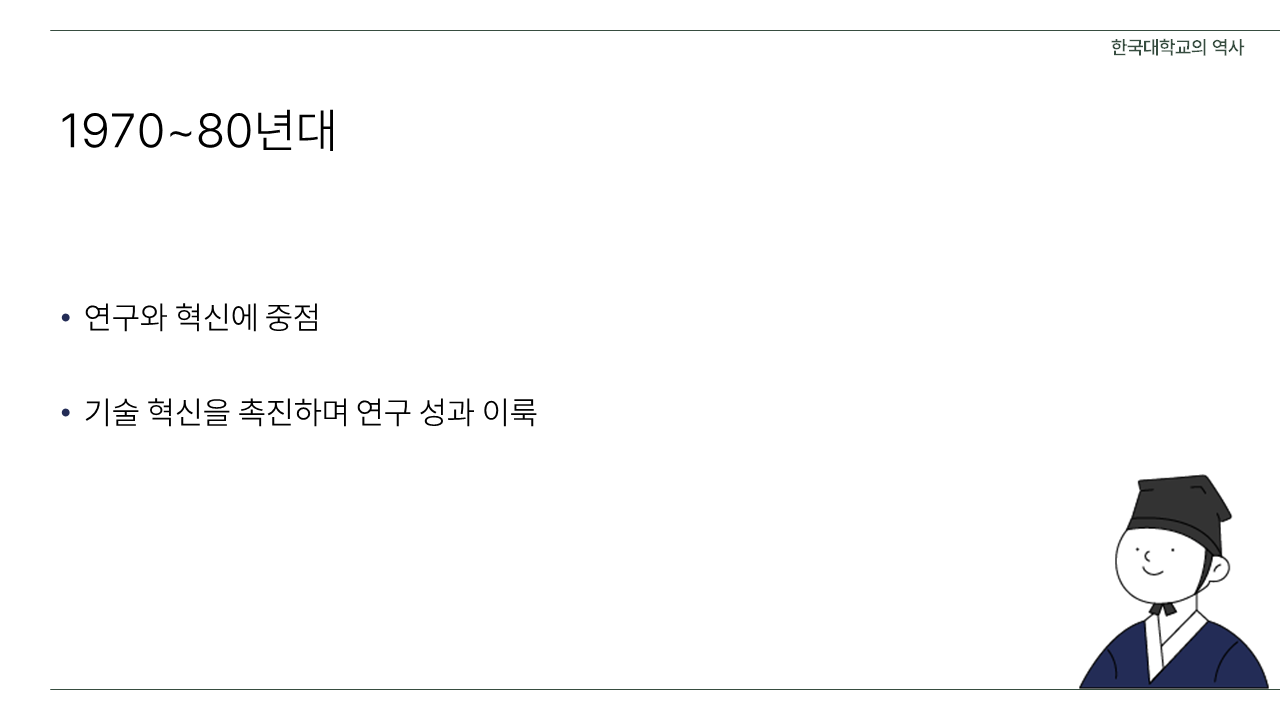 한국대학교의 역사
1970~80년대
• 연구와 혁신에 중점
• 기술 혁신을 촉진하며 연구 성과 이룩